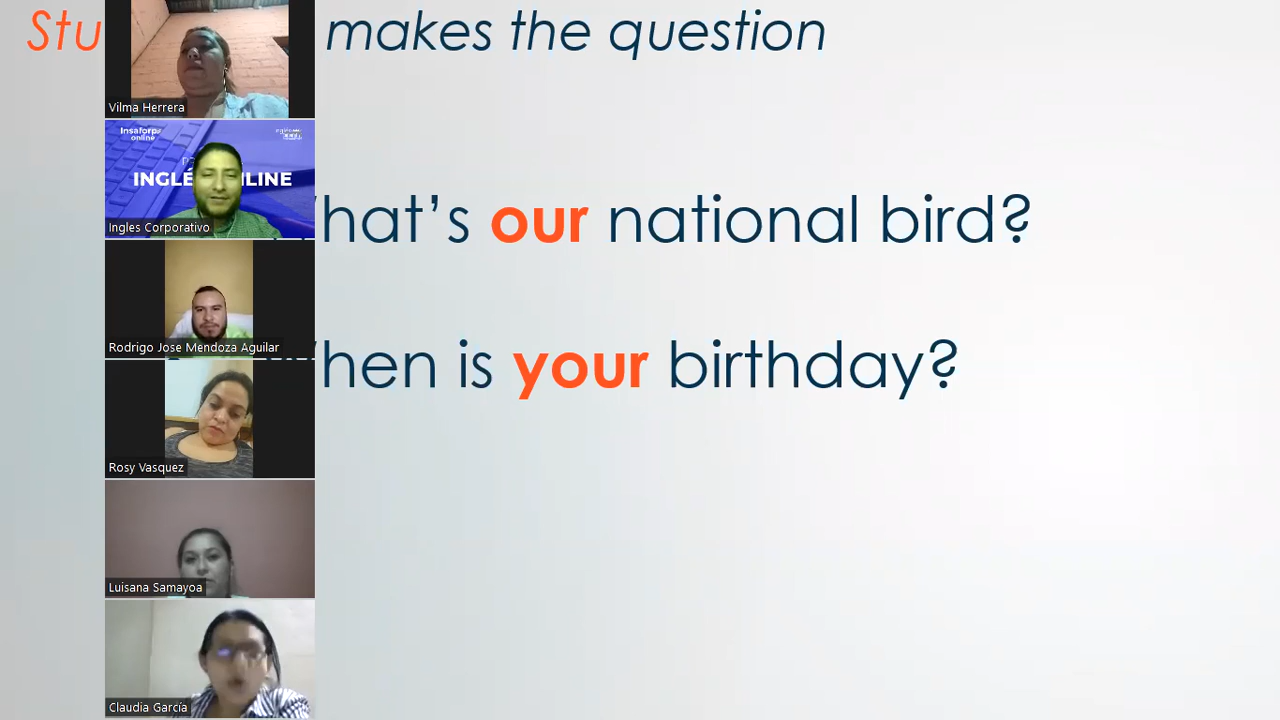 Stu makes the question
Vilma Herrera
Insaforp
online
INGLÉ LINE
Ingles Corporativo
hat’s our national bird?
Rodrigo Jose Mendoza Aguilar
hen is your birthday?
Rosy Vasquez
Luisana Samayoa
Claudia García